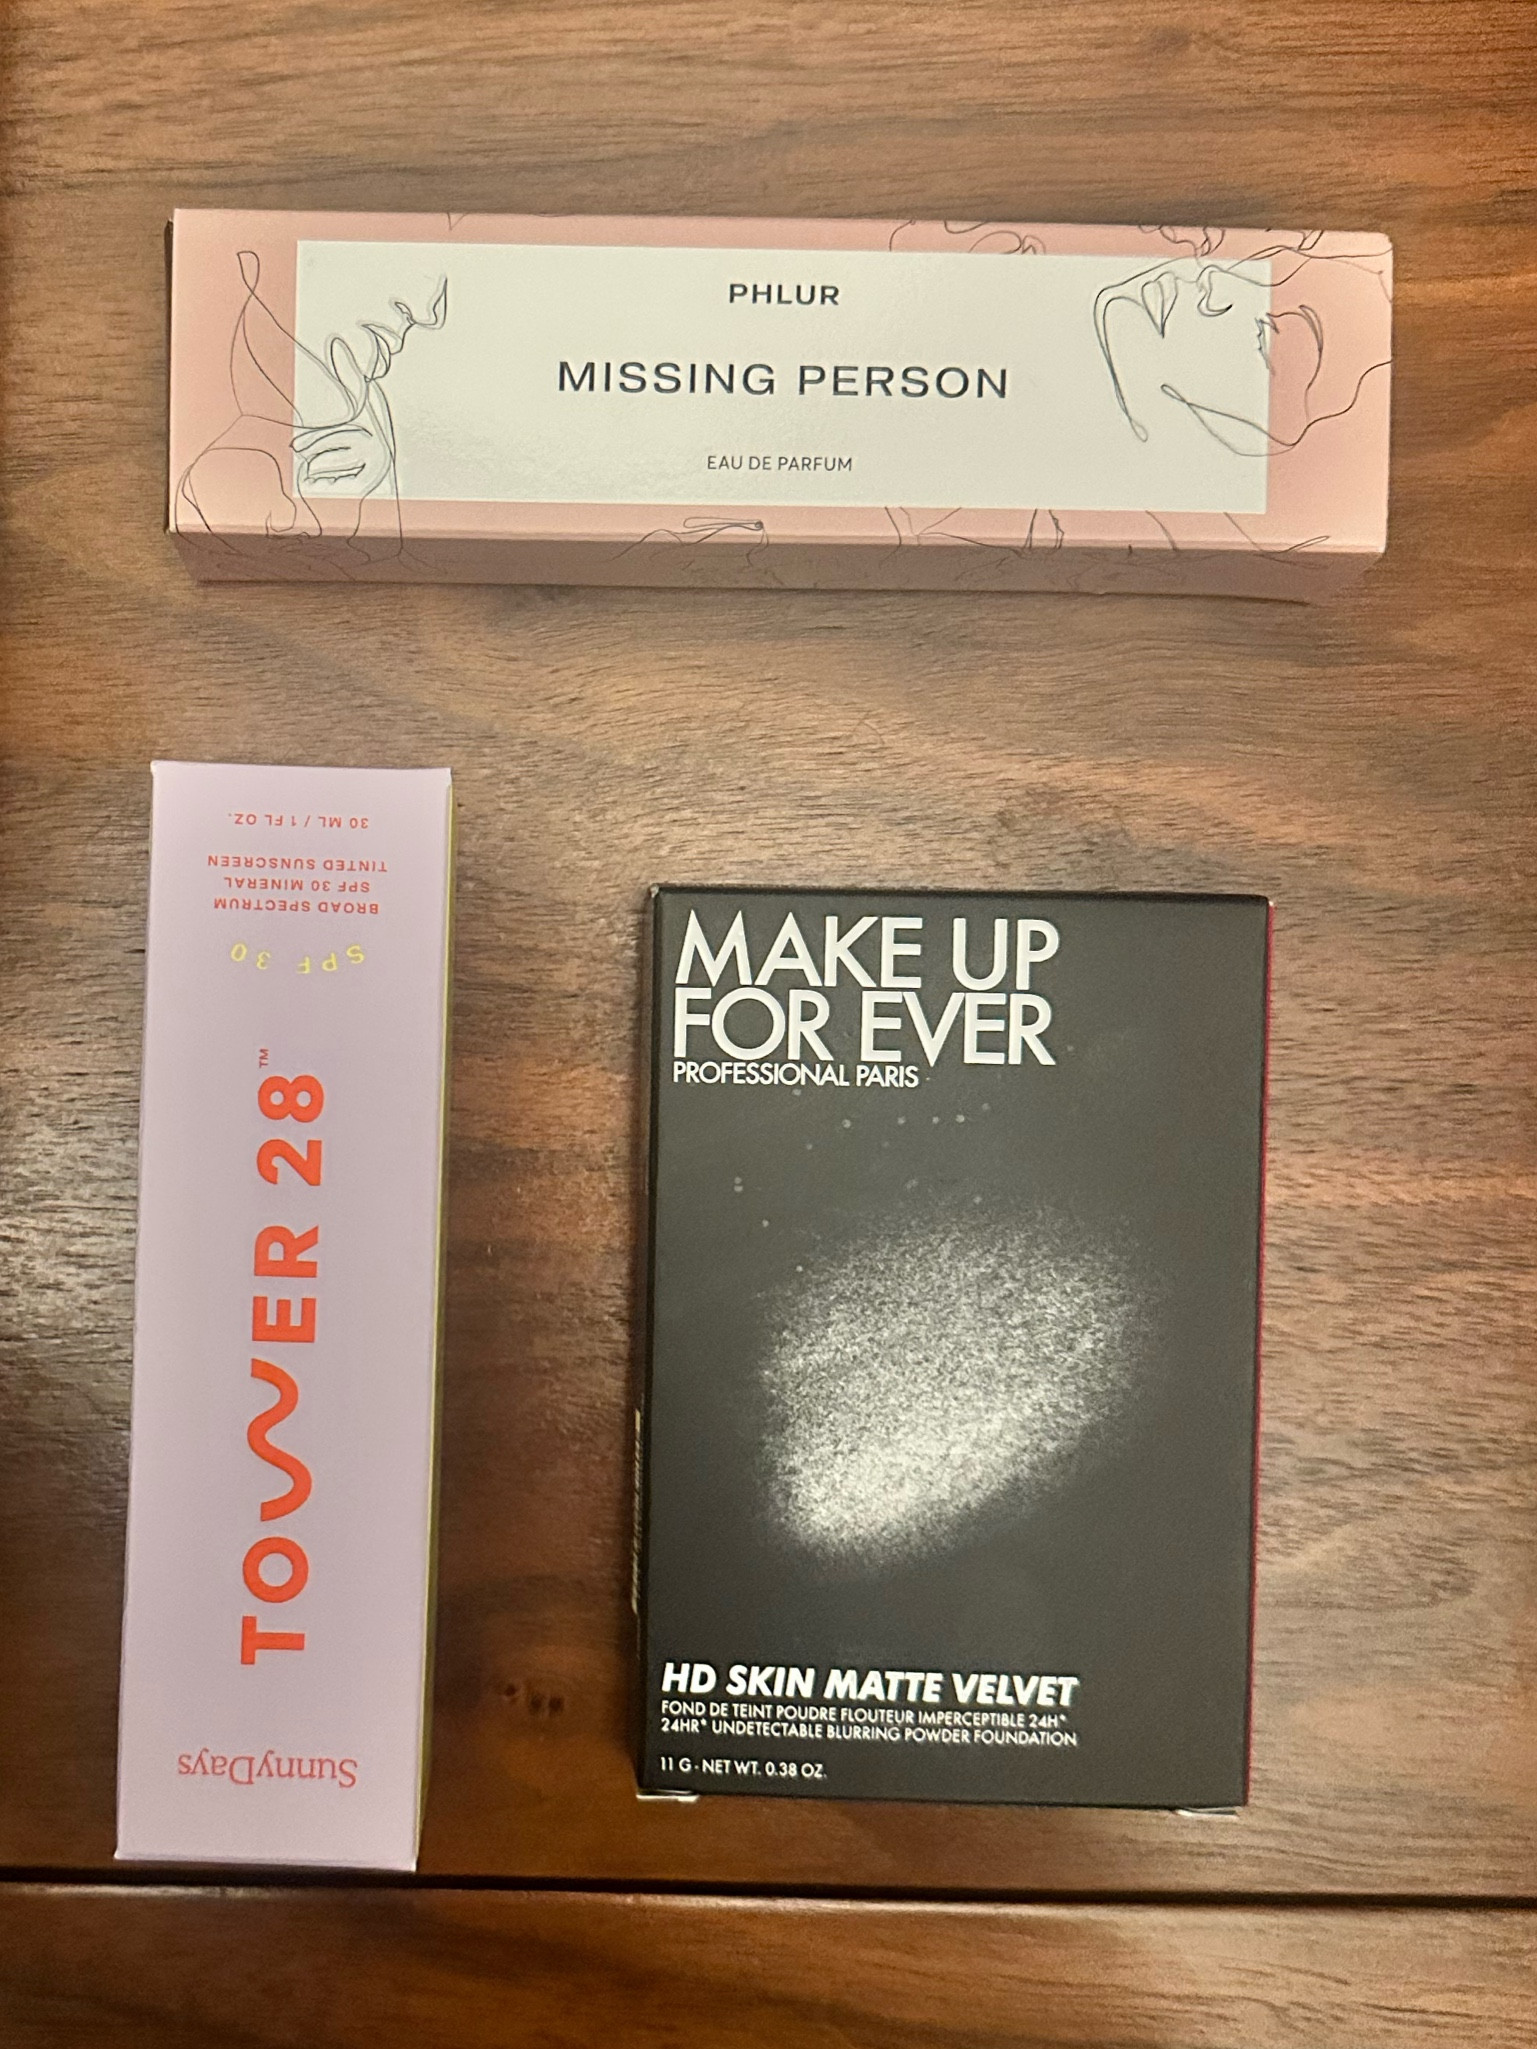 PHLUR
MISSING PERSON
EAU DE PARFUM
SunnyDays
TOWER 28™
SPF 30
BROAD SPECTRUM
SPF 30 MINERAL
TINTED SUNSCREEN
30 ML / 1 FL OZ.
MAKE UP
FOR EVER
PROFESSIONAL PARIS
HD SKIN MATTE VELVET
FOND DE TEINT POUDRE FLOUTEUR IMPERCEPTIBLE 24H*
24HR* UNDETECTABLE BLURRING POWDER FOUNDATION
11 G - NET WT. 0.38 OZ.